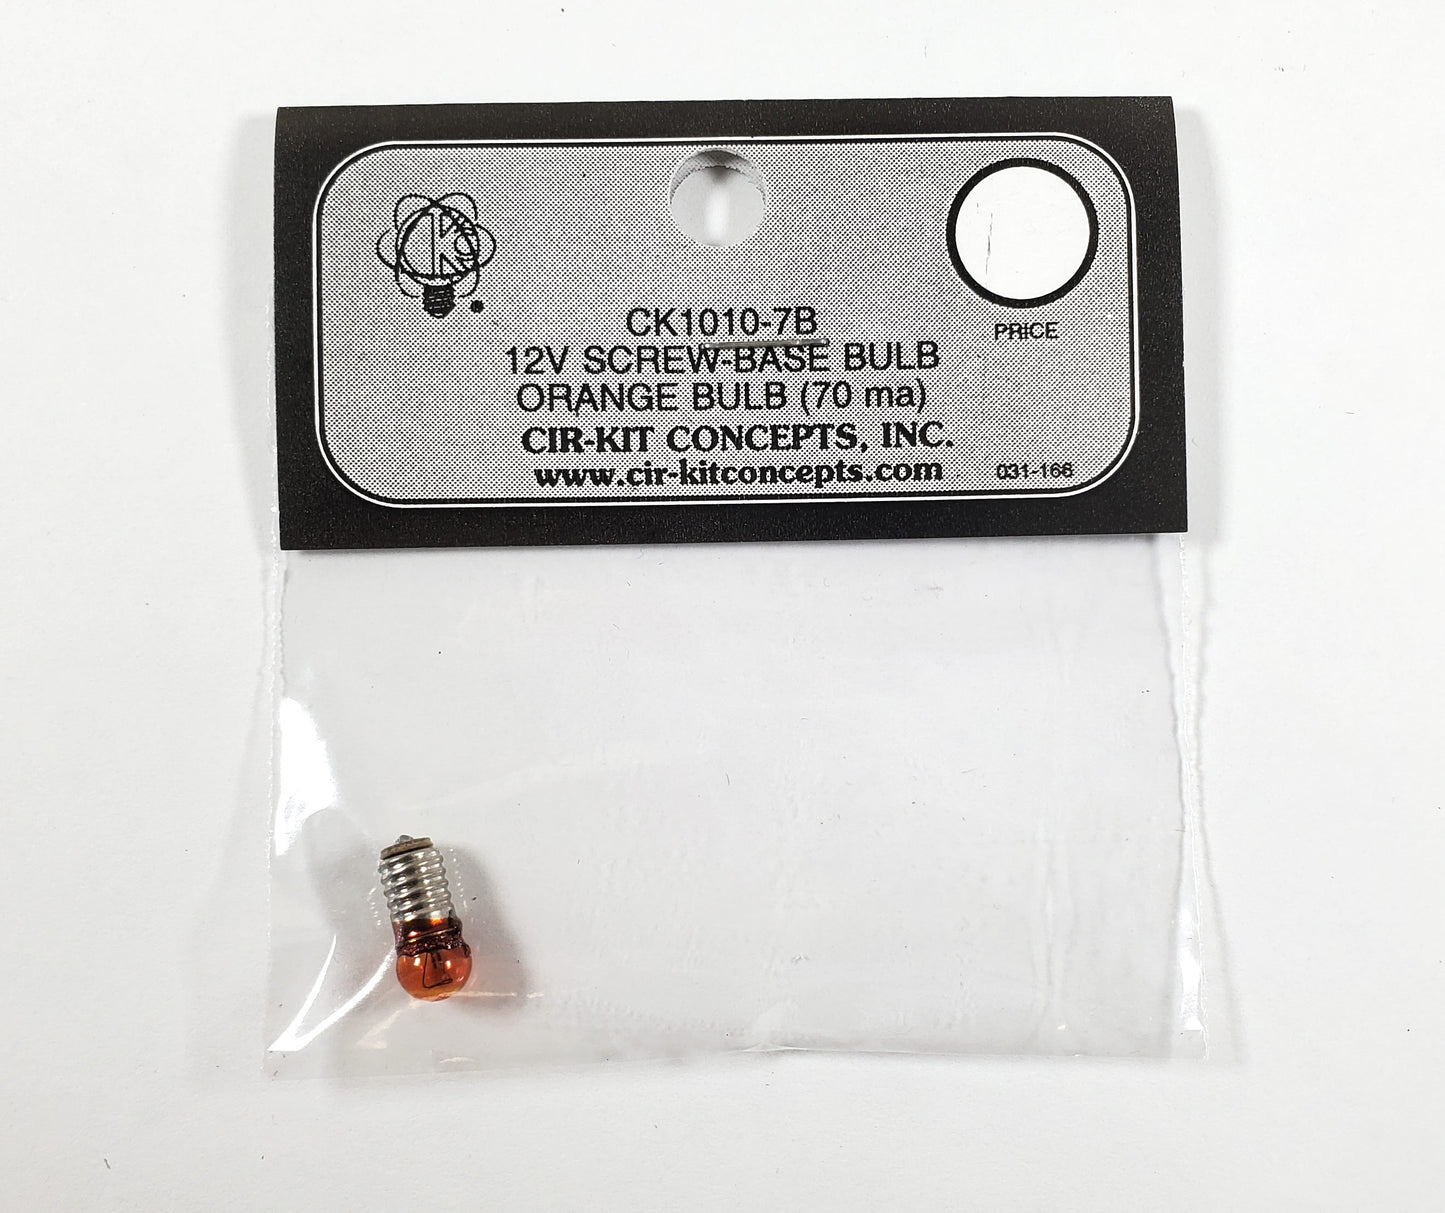 CK1010-7B
12V SCREW-BASE BULB
ORANGE BULB (70 ma)
CIR-KIT CONCEPTS, INC.
www.cir-kitconcepts.com
PRICE
031-166